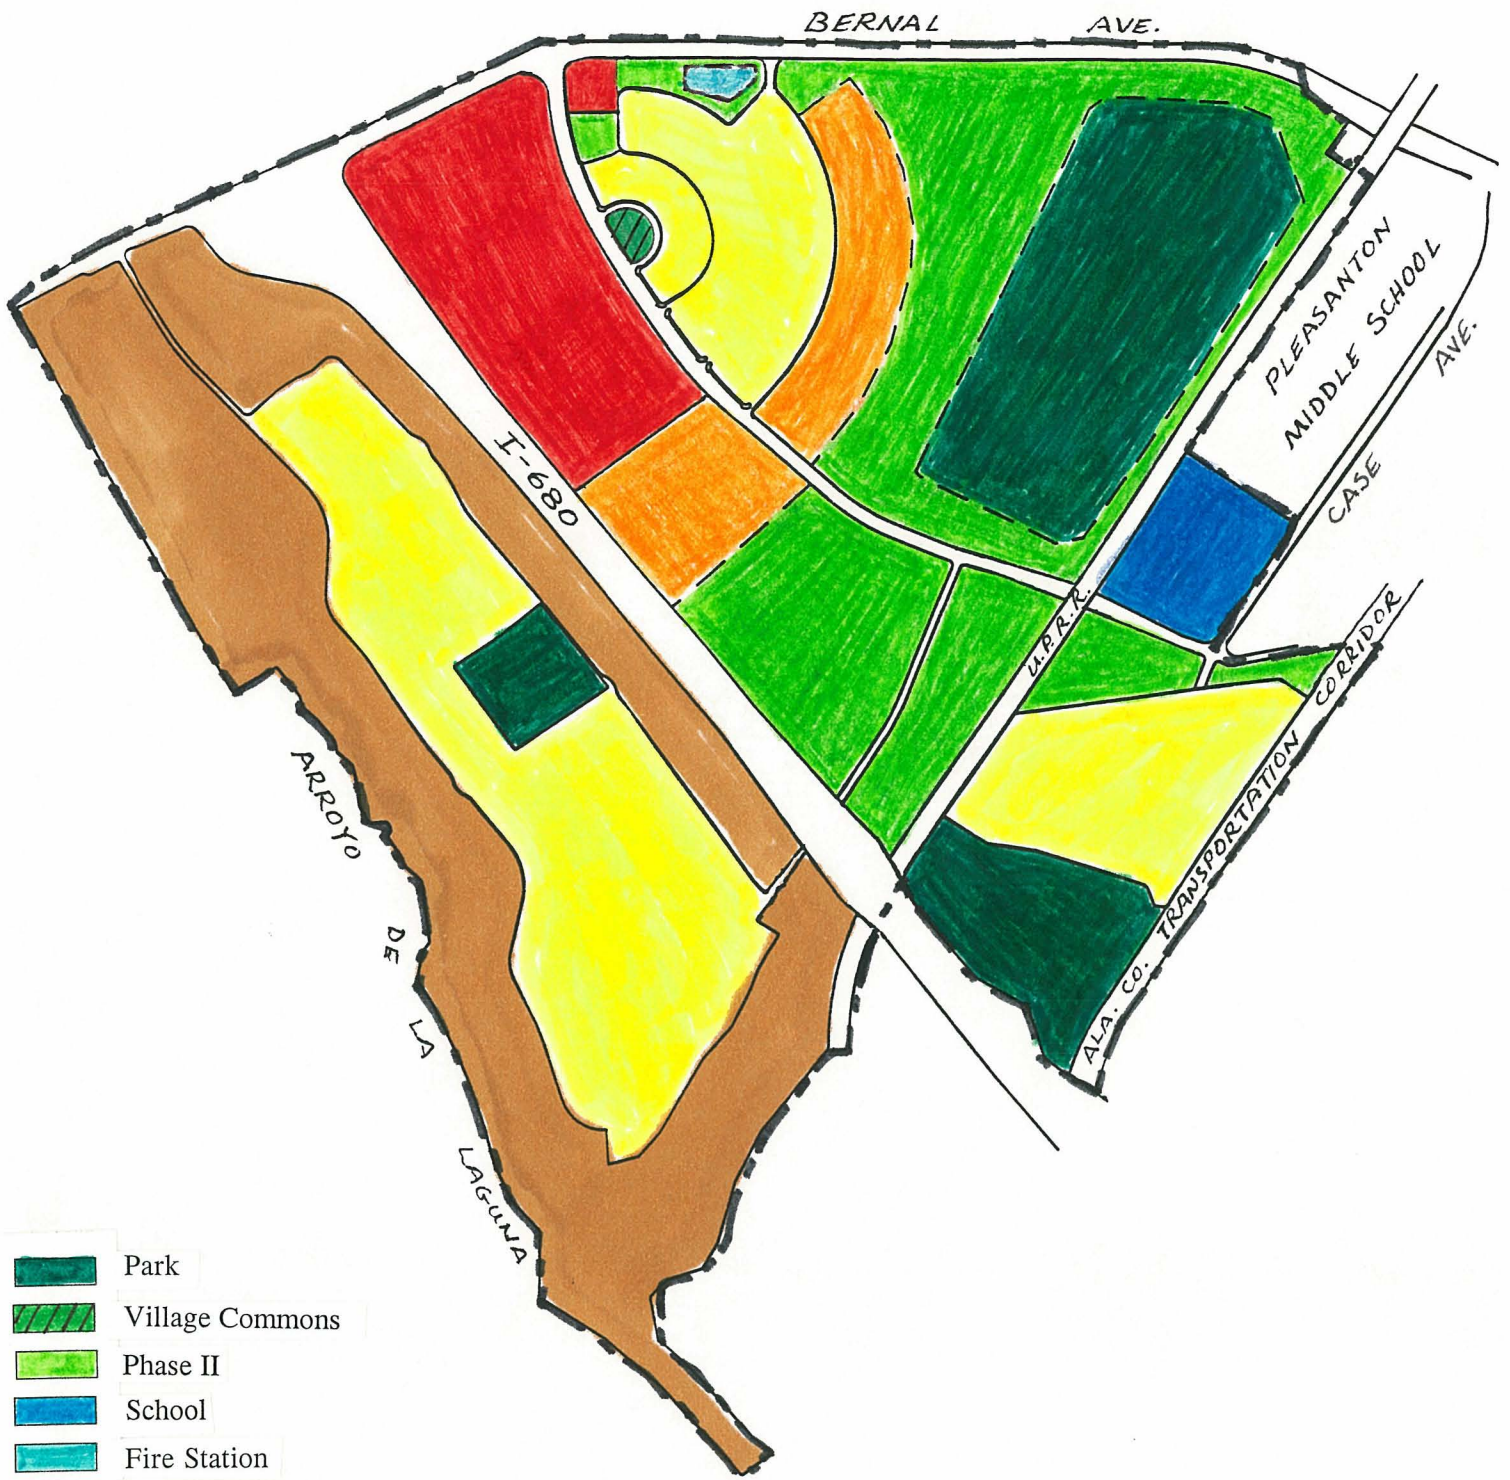 BERNAL AVE.
PLEASANTON
MIDDLE SCHOOL
CASE AVE.
I-680
U.P.R.R.
ALA. CO. TRANSPORTATION CORRIDOR
ARROYO DE LA LAGUNA
Park
Village Commons
Phase II
School
Fire Station